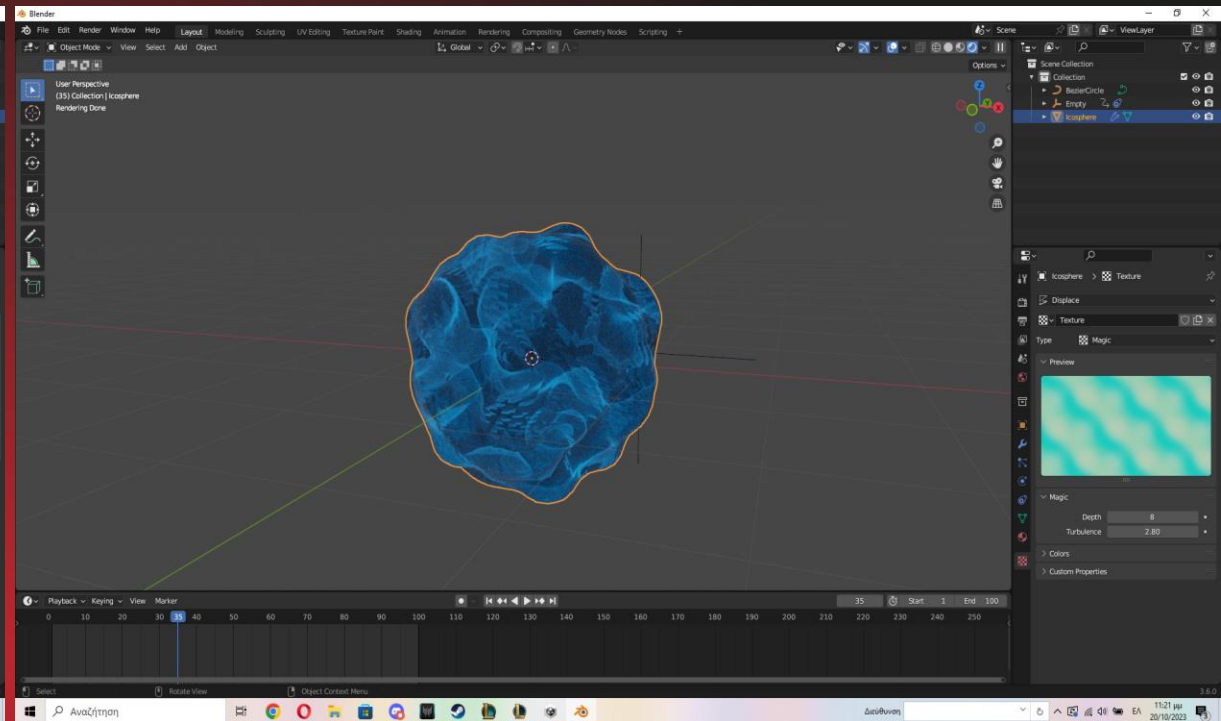 Blender
File Edit Render Window Help Layout Modeling Sculpting UV Editing Texture Paint Shading Animation Rendering Compositing Geometry Nodes Scripting + Scene ViewLayer
Object Mode View Select Add Object Global
Options
User Perspective
(35) Collection | Icosphere
Rendering Done
Z
Y
X
Scene Collection
Collection
BezierCircle
Empty
Icosphere
Icosphere > Texture
Displace
Texture
Type Magic
Preview
Magic
Depth 8
Turbulence 2.80
Colors
Custom Properties
Playback Keying View Marker 35 Start 1 End 100
0 10 20 30 35 40 50 60 70 80 90 100 110 120 130 140 150 160 170 180 190 200 210 220 230 240 250
Select Rotate View Object Context Menu 3.6.0
Αναζήτηση Διεύθυνση ΕΛ 11:21 μμ
20/10/2023